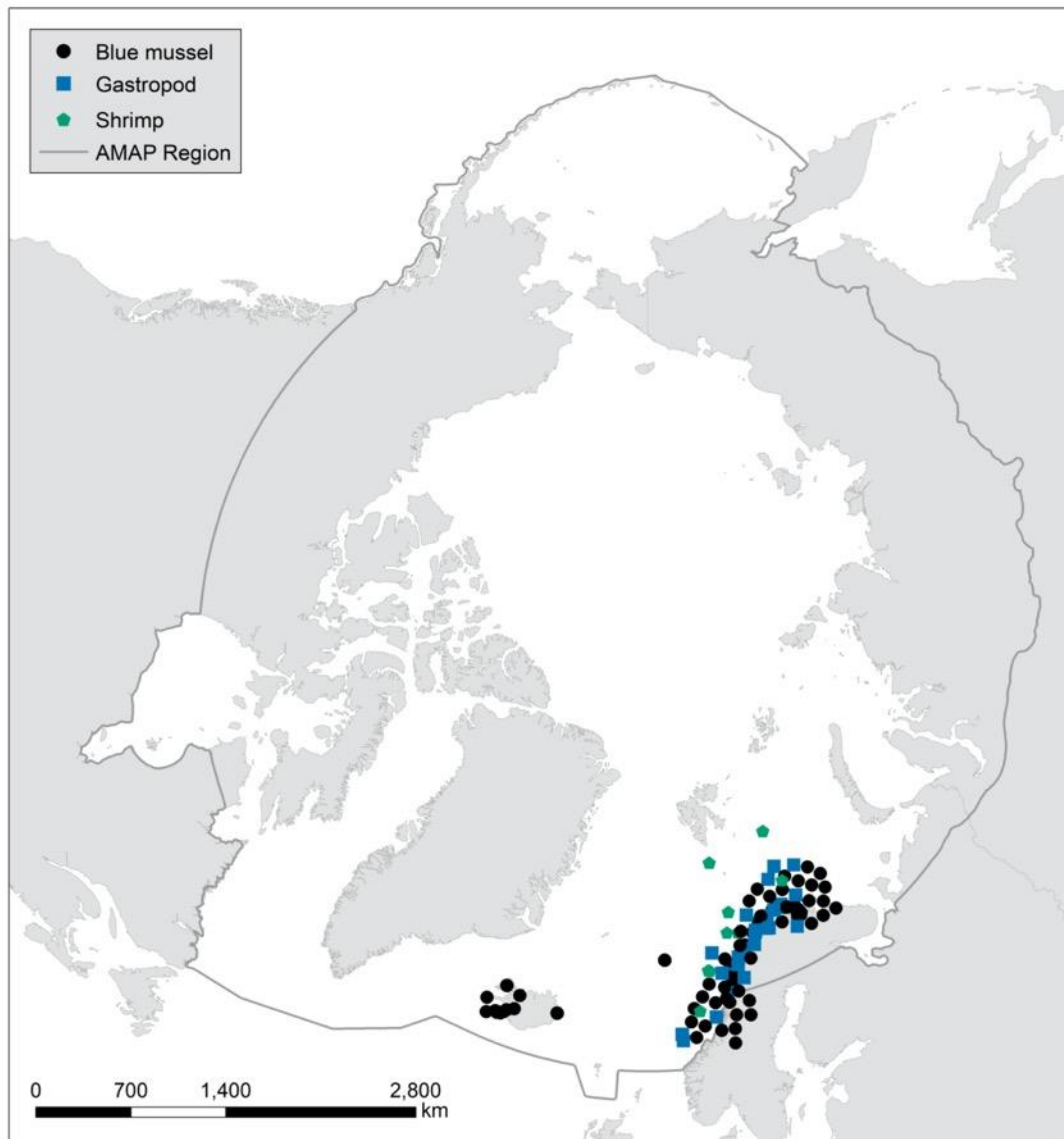 Blue mussel
Gastropod
Shrimp
AMAP Region
0 700 1,400 2,800
km